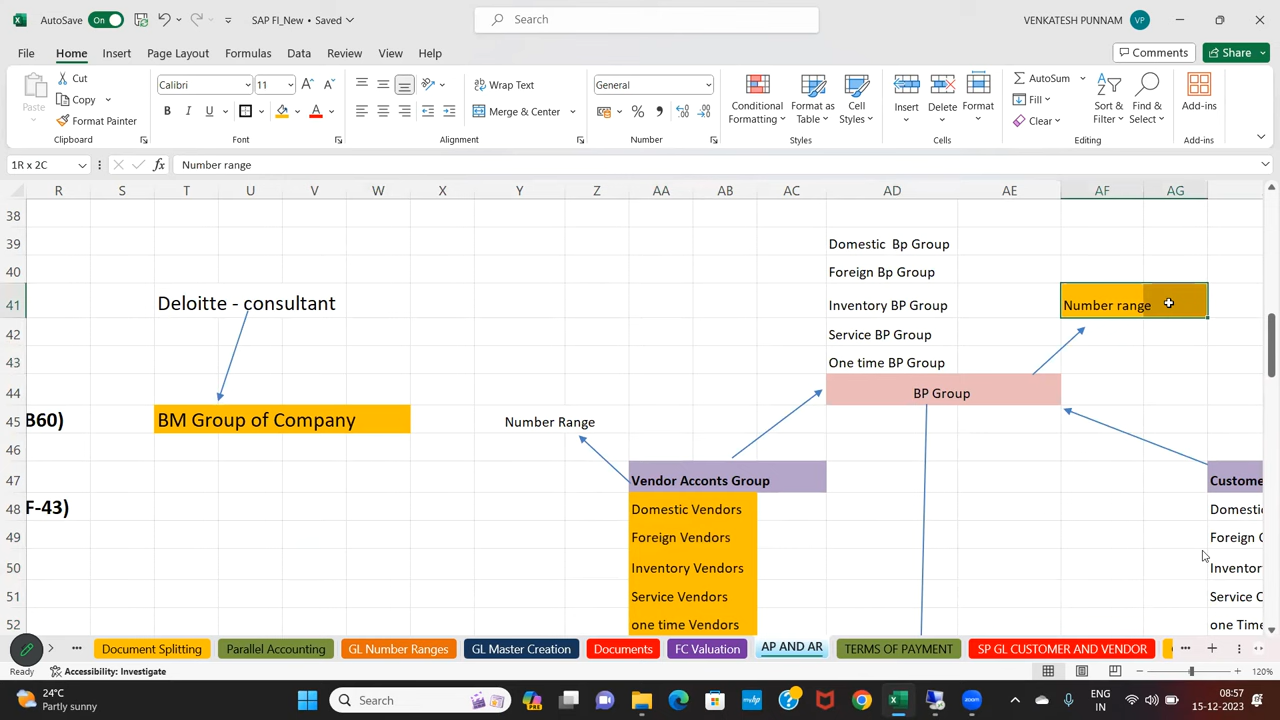 AutoSave On SAP FI_New • Saved Search VENKATESH PUNNAM VP
File Home Insert Page Layout Formulas Data Review View Help Comments Share
Paste Cut Copy Format Painter
Clipboard
Calibri 11
Font
Wrap Text
Merge & Center
Alignment
General
Number
Conditional Formatting
Format as Table
Cell Styles
Styles
Insert Delete Format
Cells
AutoSum
Fill
Clear
Sort & Filter
Find & Select
Editing
Add-ins
Add-ins
1R x 2C fx Number range
R S T U V W X Y Z AA AB AC AD AE AF AG
38
39 Domestic Bp Group
40 Foreign Bp Group
41 Deloitte - consultant Inventory BP Group Number range
42 Service BP Group
43 One time BP Group
44 BP Group
45 B60) BM Group of Company Number Range
46
47 Vendor Acconts Group Custome
48 F-43) Domestic Vendors Domesti
49 Foreign Vendors Foreign
50 Inventory Vendors Inventor
51 Service Vendors Service
52 one time Vendors one Time
Document Splitting Parallel Accounting GL Number Ranges GL Master Creation Documents FC Valuation AP AND AR TERMS OF PAYMENT SP GL CUSTOMER AND VENDOR
Ready Accessibility: Investigate 120%
24°C
Partly sunny
Search
ENG
IN
08:57
15-12-2023